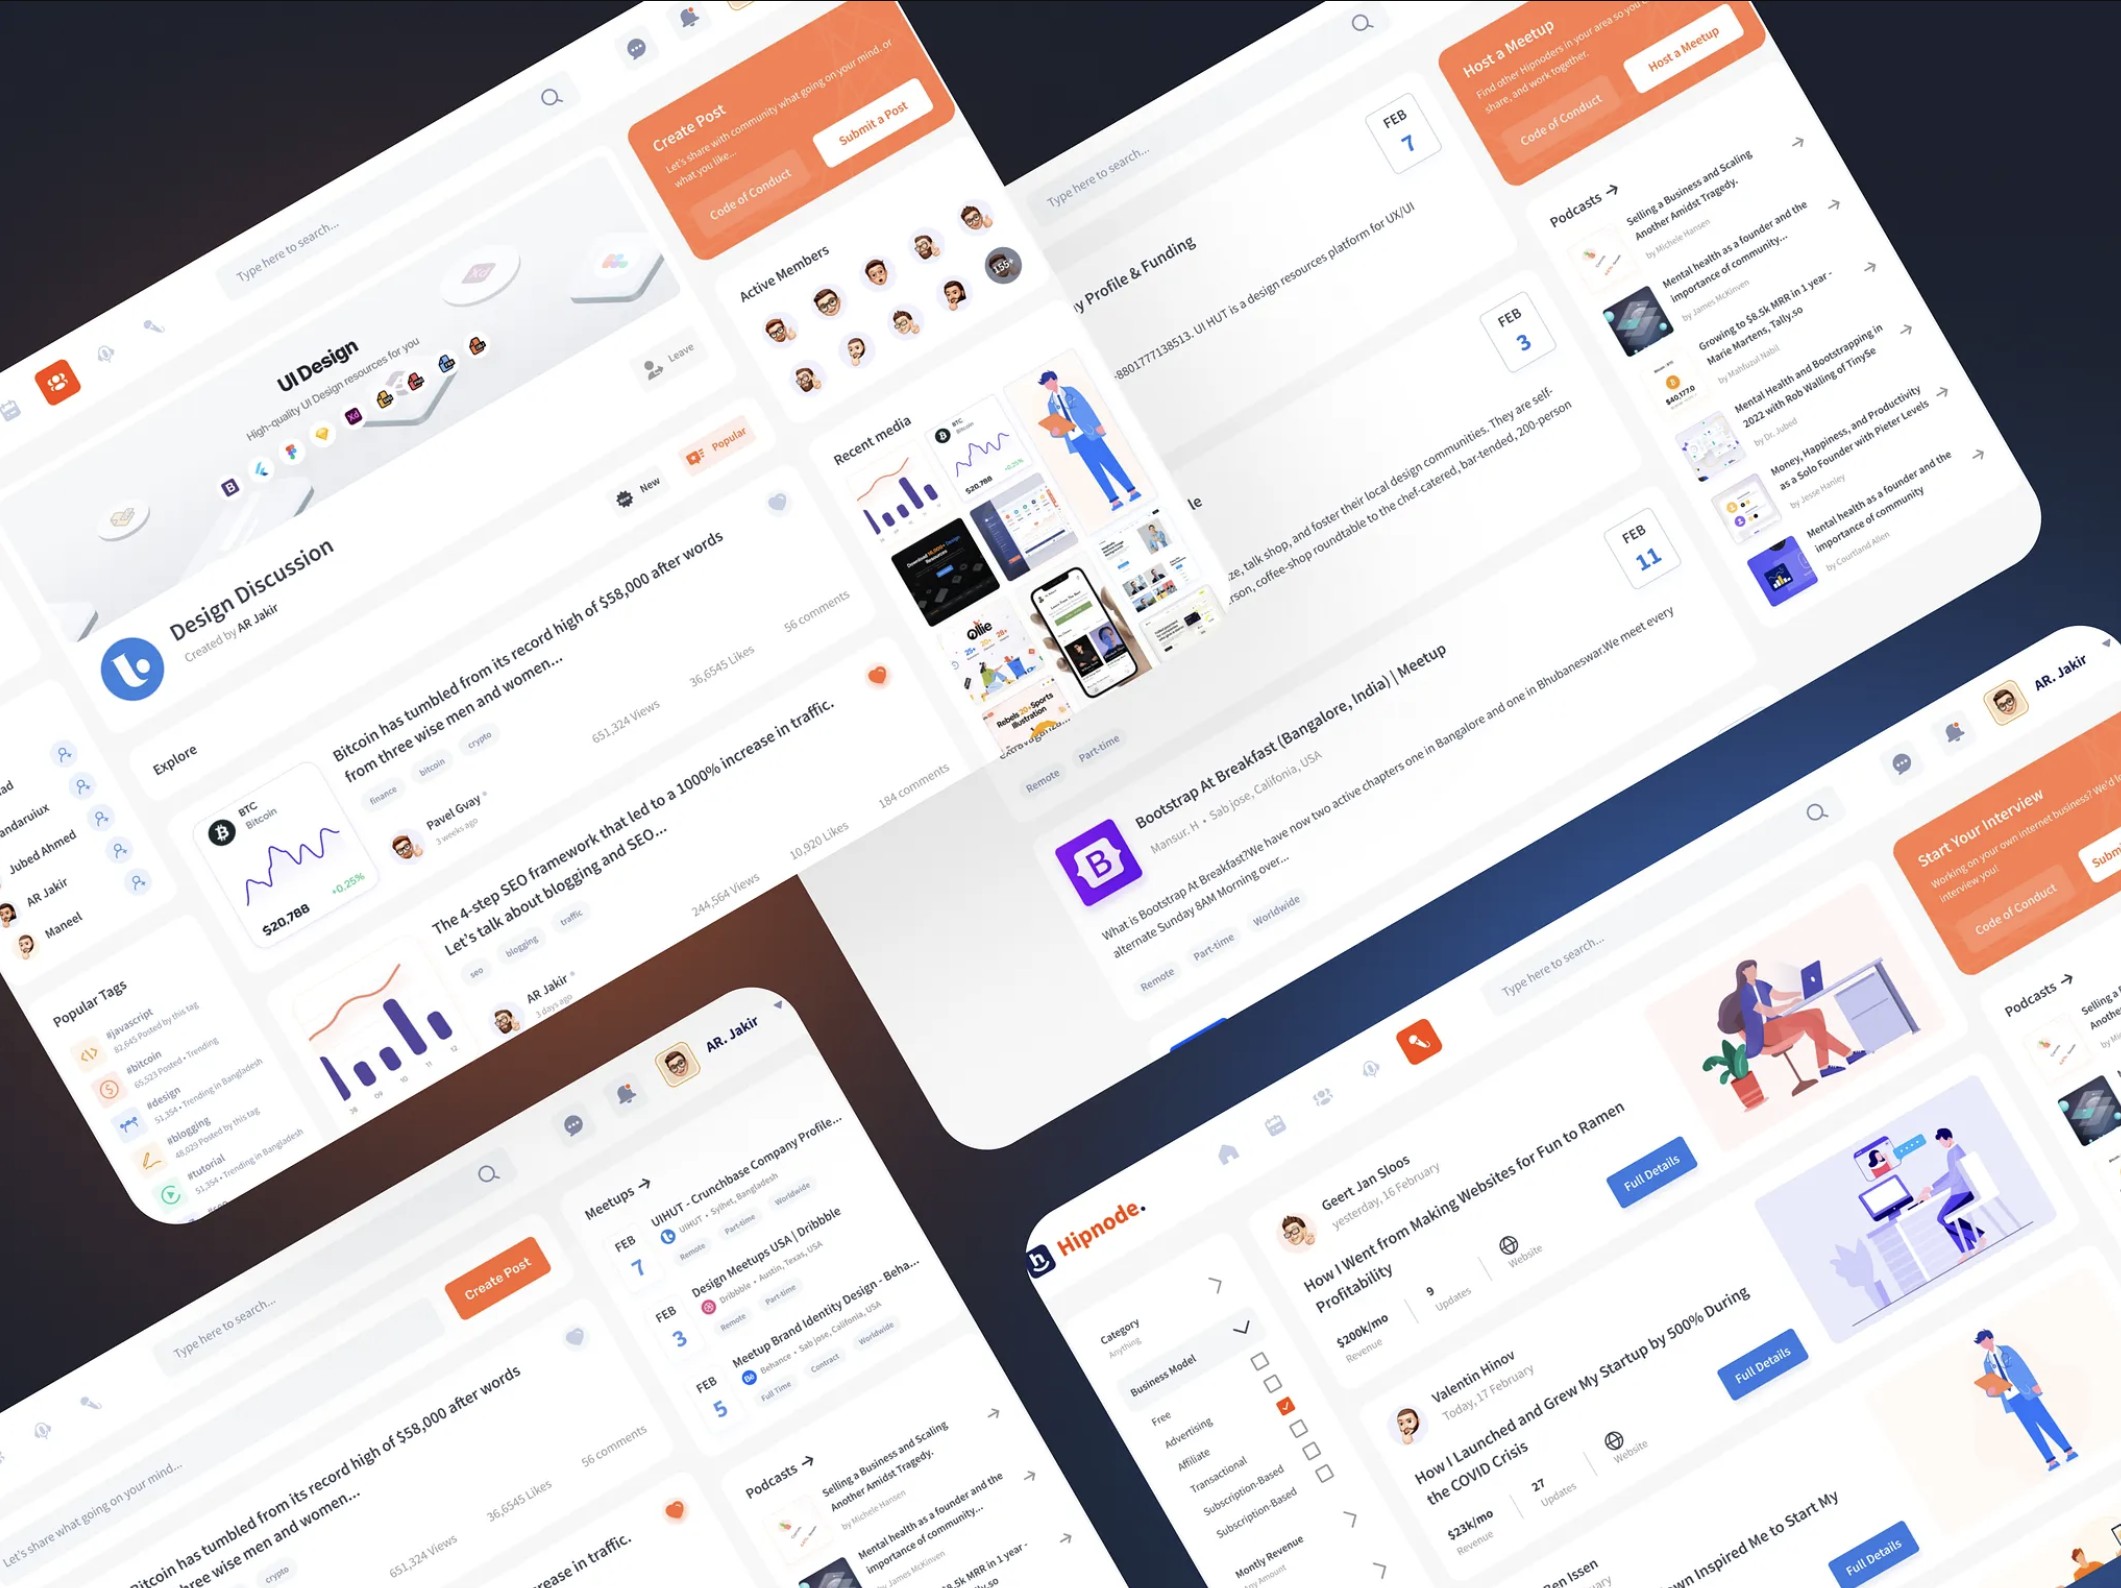 Type here to search...
Create Post
Let's share with community what going on your mind, or
what you like...
Code of Conduct
Submit a Post
UI Design
High-quality UI Design resources for you
Leave
Design Discussion
Created by AR Jakir
New
Popular
Active Members
155+
Recent media
BTC
Bitcoin
$20,788
+0.25%
Ollie
Rebels 20+ Sports
Illustration
Explore
BTC
Bitcoin
$20,788
+0.25%
Bitcoin has tumbled from its record high of $58,000 after words
from three wise men and women...
finance
bitcoin
crypto
Pavel Gvay
3 weeks ago
651,324 Views
36,6545 Likes
56 comments
The 4-step SEO framework that led to a 1000% increase in traffic.
Let's talk about blogging and SEO...
seo
blogging
traffic
AR Jakir
3 days ago
244,564 Views
10,920 Likes
184 comments
andaruiux
Jubed Ahmed
AR Jakir
Maneel
Popular Tags
#javascript
82,645 Posted by this tag
#bitcoin
65,523 Posted • Trending
#design
51,354 • Trending in Bangladesh
#blogging
48,029 Posted by this tag
#tutorial
51,354 • Trending in Bangladesh
Type here to search...
Host a Meetup
Find other Hipnoders in your area so you
share, and work together.
Code of Conduct
Host a Meetup
FEB
7
y Profile & Funding
-8801777138513. UI HUT is a design resources platform for UX/UI
FEB
3
le
ze, talk shop, and foster their local design communities. They are self-
rson, coffee-shop roundtable to the chef-catered, bar-tended, 200-person
Remote
Part-time
FEB
11
Bootstrap At Breakfast (Bangalore, India) | Meetup
Mansur. H • Sab jose, Califonia, USA
What is Bootstrap At Breakfast?We have now two active chapters one in Bangalore and one in Bhubaneswar.We meet every
alternate Sunday 8AM Morning over...
Remote
Part-time
Worldwide
Podcasts
Selling a Business and Scaling
Another Amidst Tragedy.
by Michele Hansen
Mental health as a founder and the
importance of community...
by James McKinven
Growing to $8.5k MRR in 1 year -
Marie Martens, Tally.so
by Mahfuzul Nabil
Mental Health and Bootstrapping in
2022 with Rob Walling of TinySe
by Dr. Jubed
Money, Happiness, and Productivity
as a Solo Founder with Pieter Levels
by Jesse Hanley
Mental health as a founder and the
importance of community
by Courtland Allen
AR. Jakir
Type here to search...
Create Post
Let's share what going on your mind...
Bitcoin has tumbled from its record high of $58,000 after words
three wise men and women...
crypto
651,324 Views
36,6545 Likes
56 comments
rease in traffic.
Meetups
FEB
7
UIHUT - Crunchbase Company Profile...
UIHUT • Sylhet, Bangladesh
Remote
Part-time
Worldwide
FEB
3
Design Meetups USA | Dribbble
Dribbble • Austin, Texas, USA
Remote
Part-time
FEB
5
Meetup Brand Identity Design - Beha...
Behance • Sab jose, Califonia, USA
Full Time
Contract
Worldwide
Podcasts
Selling a Business and Scaling
Another Amidst Tragedy.
by Michele Hansen
Mental health as a founder and the
importance of community...
by James McKinven
8.5k MRR in 1 year -
AR. Jakir
Type here to search...
Start Your Interview
Working on your own internet business? We'd lo
interview you!
Code of Conduct
Submi
Podcasts
Hipnode.
Category
Anything
Business Model
Free
Advertising
Affiliate
Transactional
Subscription-Based
Subscription-Based
Montly Revenue
Any Amount
Geert Jan Sloos
yesterday, 16 February
How I Went from Making Websites for Fun to Ramen
Profitability
$200k/mo
Revenue
9
Updates
Website
Full Details
Valentin Hinov
Today, 17 February
How I Launched and Grew My Startup by 500% During
the COVID Crisis
$23k/mo
Revenue
27
Updates
Website
Full Details
Ben Issen
own Inspired Me to Start My
Full Details